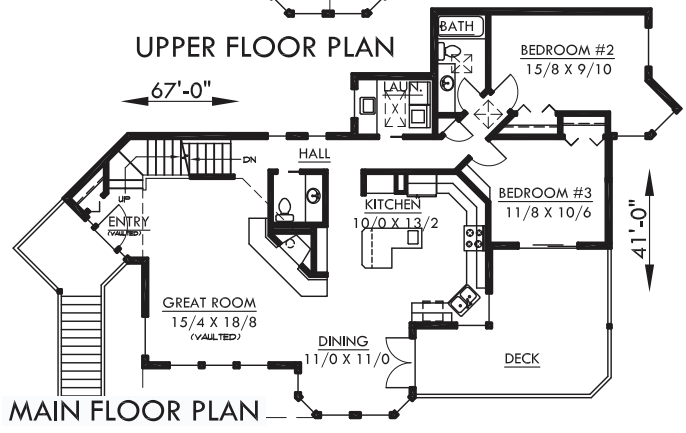 UPPER FLOOR PLAN
BATH
BEDROOM #2
15/8 X 9/10
67'-0"
LAUN.
HALL
DN
UP
ENTRY
(VAULTED)
KITCHEN
10/0 X 13/2
BEDROOM #3
11/8 X 10/6
41'-0"
GREAT ROOM
15/4 X 18/8
(VAULTED)
DINING
11/0 X 11/0
DECK
MAIN FLOOR PLAN